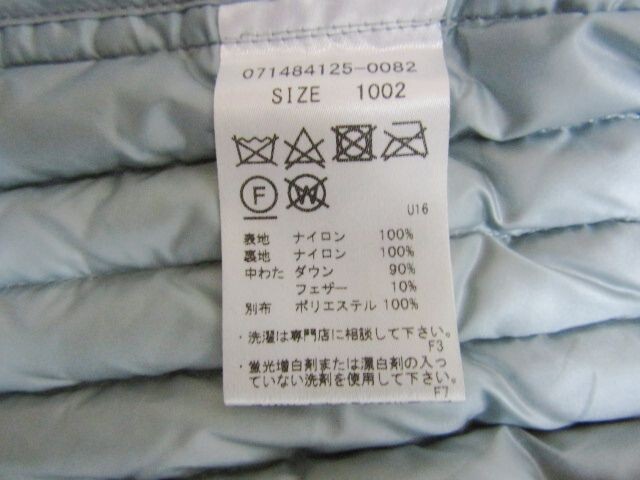 071484125-0082
SIZE 1002
F W
U16
表地 ナイロン 100%
裏地 ナイロン 100%
中わた ダウン 90%
フェザー 10%
別布 ポリエステル 100%
・洗濯は専門店に相談して下さい。
F3
・蛍光増白剤または漂白剤の入っ
ていない洗剤を使用して下さい。
F7